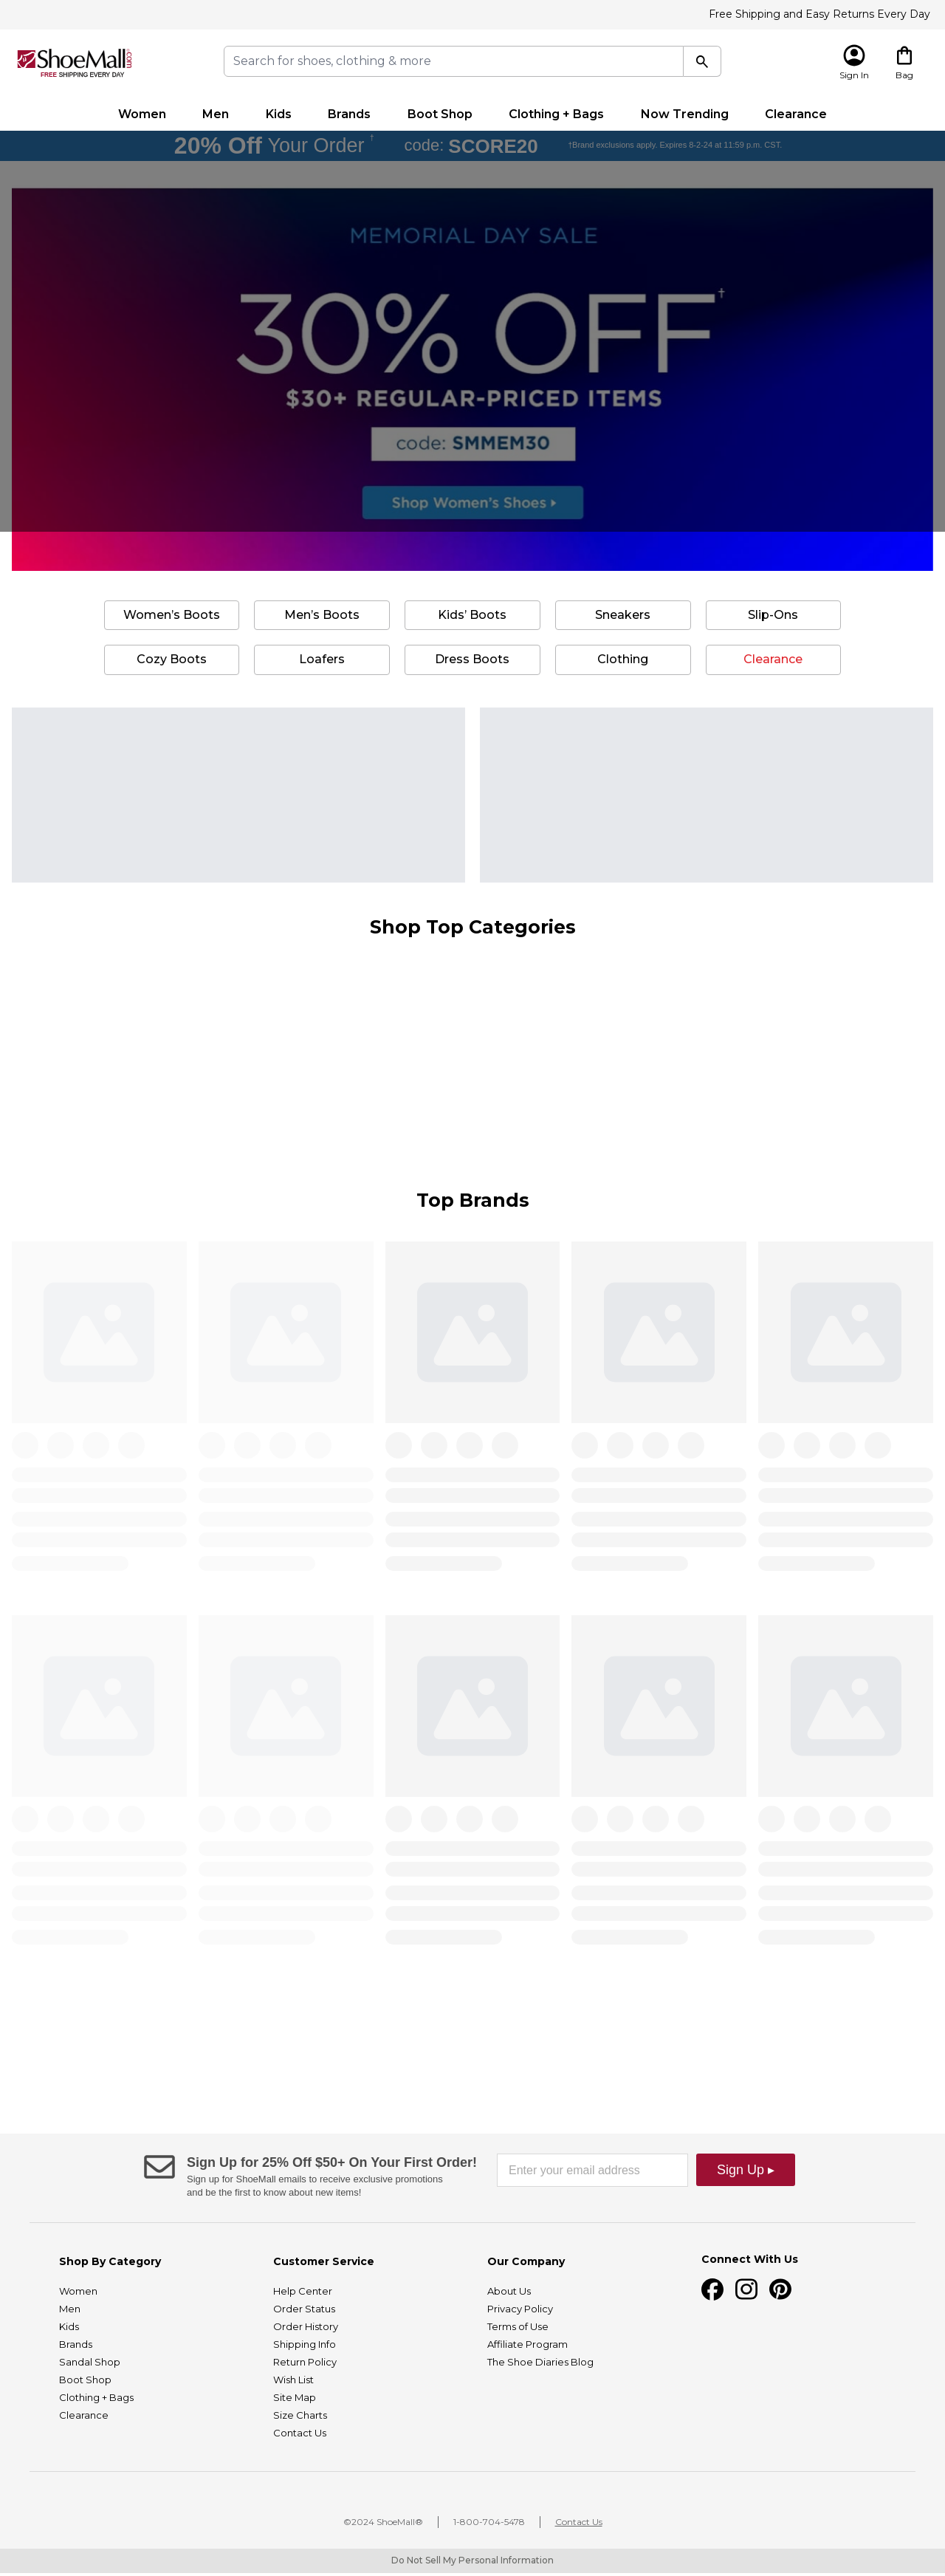 Free Shipping and Easy Returns Every Day
ShoeMall.com
FREE SHIPPING EVERY DAY
Search for shoes, clothing & more
Sign In
Bag
Women Men Kids Brands Boot Shop Clothing + Bags Now Trending Clearance
20% Off Your Order † code: SCORE20 †Brand exclusions apply. Expires 8-2-24 at 11:59 p.m. CST.
MEMORIAL DAY SALE
30% OFF†
$30+ REGULAR-PRICED ITEMS
code: SMMEM30
Shop Women's Shoes
Women's Boots Men's Boots Kids' Boots Sneakers Slip-Ons
Cozy Boots Loafers Dress Boots Clothing Clearance
Shop Top Categories
Top Brands
Sign Up for 25% Off $50+ On Your First Order!
Sign up for ShoeMall emails to receive exclusive promotions
and be the first to know about new items!
Enter your email address
Sign Up ▸
Shop By Category
Women
Men
Kids
Brands
Sandal Shop
Boot Shop
Clothing + Bags
Clearance
Customer Service
Help Center
Order Status
Order History
Shipping Info
Return Policy
Wish List
Site Map
Size Charts
Contact Us
Our Company
About Us
Privacy Policy
Terms of Use
Affiliate Program
The Shoe Diaries Blog
Connect With Us
©2024 ShoeMall® 1-800-704-5478 Contact Us
Do Not Sell My Personal Information